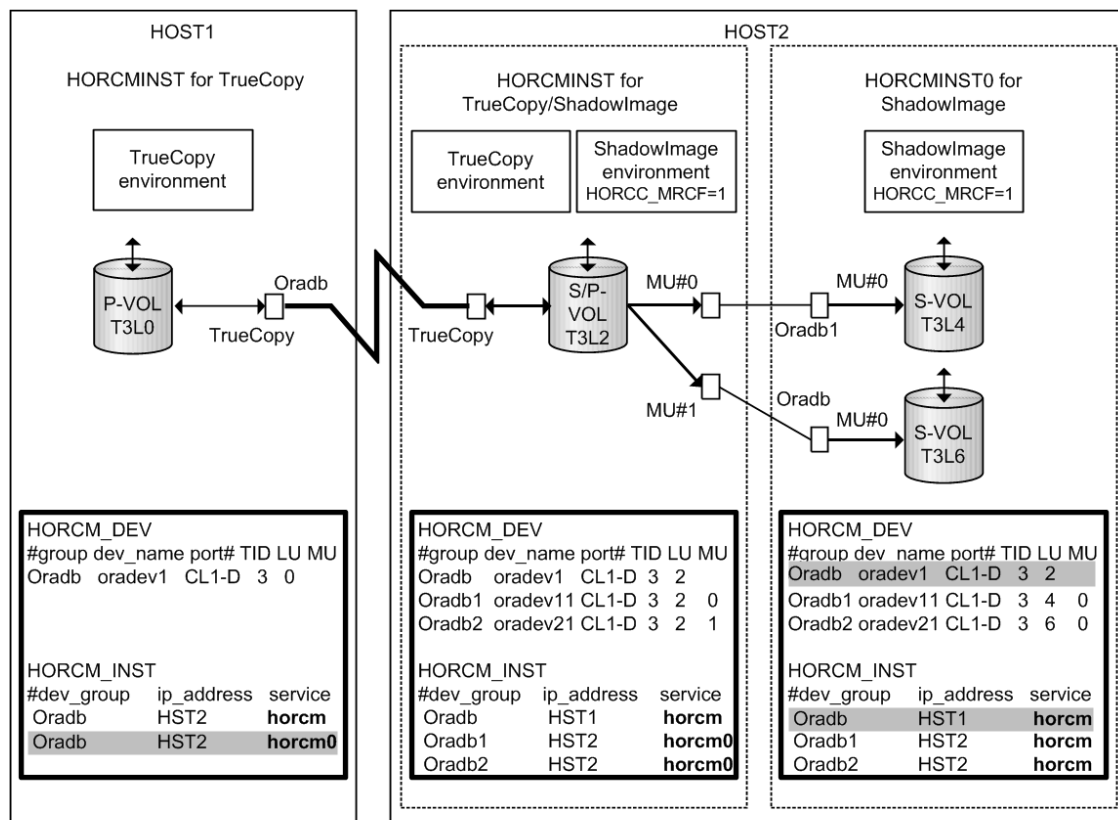 HOST1
HORCMINST for TrueCopy
TrueCopy
environment
P-VOL
T3L0
Oradb
TrueCopy
HORCM_DEV
#group dev_name port# TID LU MU
Oradb oradev1 CL1-D 3 0
HORCM_INST
#dev_group ip_address service
Oradb HST2 horcm
Oradb HST2 horcm0
HOST2
HORCMINST for
TrueCopy/ShadowImage
TrueCopy
environment
ShadowImage
environment
HORCC_MRCF=1
TrueCopy
S/P-
VOL
T3L2
MU#0
MU#1
HORCM_DEV
#group dev_name port# TID LU MU
Oradb oradev1 CL1-D 3 2
Oradb1 oradev11 CL1-D 3 2 0
Oradb2 oradev21 CL1-D 3 2 1
HORCM_INST
#dev_group ip_address service
Oradb HST1 horcm
Oradb1 HST2 horcm0
Oradb2 HST2 horcm0
HORCMINST0 for
ShadowImage
ShadowImage
environment
HORCC_MRCF=1
Oradb1
MU#0
S-VOL
T3L4
Oradb
MU#0
S-VOL
T3L6
HORCM_DEV
#group dev_name port# TID LU MU
Oradb oradev1 CL1-D 3 2
Oradb1 oradev11 CL1-D 3 4 0
Oradb2 oradev21 CL1-D 3 6 0
HORCM_INST
#dev_group ip_address service
Oradb HST1 horcm
Oradb1 HST2 horcm
Oradb2 HST2 horcm